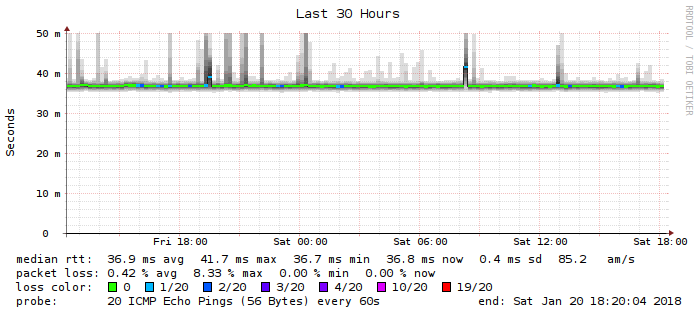 Last 30 Hours
RRDTOOL / TOBI OETIKER
Seconds
50 m
40 m
30 m
20 m
10 m
0
Fri 18:00 Sat 00:00 Sat 06:00 Sat 12:00 Sat 18:00
median rtt: 36.9 ms avg 41.7 ms max 36.7 ms min 36.8 ms now 0.4 ms sd 85.2 am/s
packet loss: 0.42 % avg 8.33 % max 0.00 % min 0.00 % now
loss color: 0 1/20 2/20 3/20 4/20 10/20 19/20
probe: 20 ICMP Echo Pings (56 Bytes) every 60s end: Sat Jan 20 18:20:04 2018